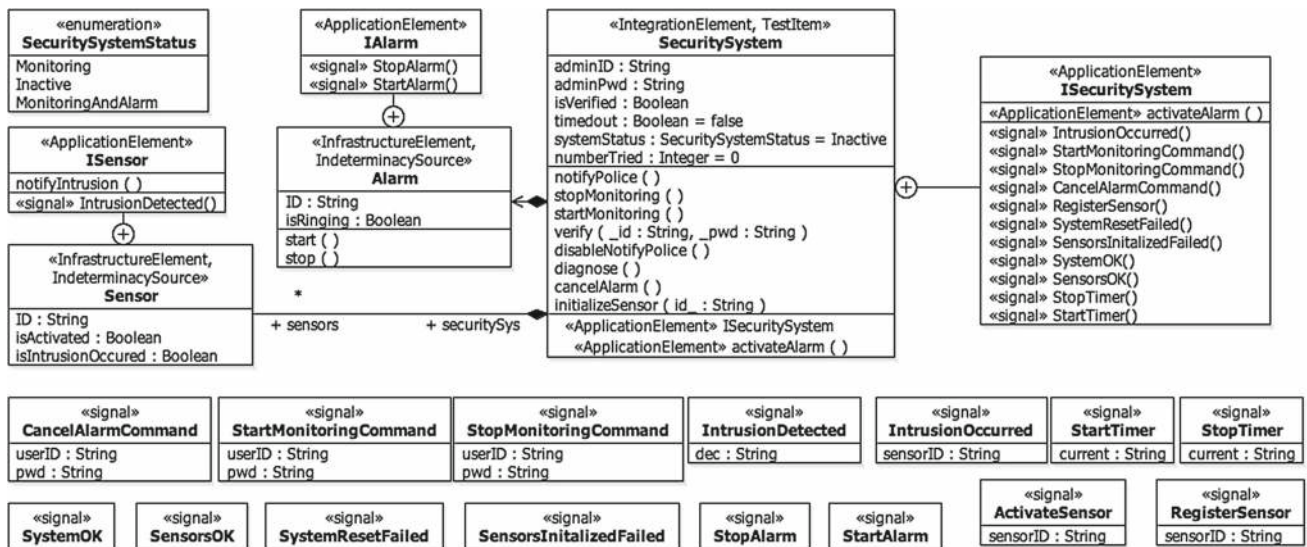 «enumeration»
SecuritySystemStatus
Monitoring
Inactive
MonitoringAndAlarm
«ApplicationElement»
IAlarm
«signal» StopAlarm()
«signal» StartAlarm()
«IntegrationElement, TestItem»
SecuritySystem
adminID : String
adminPwd : String
isVerified : Boolean
timedout : Boolean = false
systemStatus : SecuritySystemStatus = Inactive
numberTried : Integer = 0
notifyPolice ( )
stopMonitoring ( )
startMonitoring ( )
verify ( _id : String, _pwd : String )
disableNotifyPolice ( )
diagnose ( )
cancelAlarm ( )
initializeSensor ( id_ : String )
«ApplicationElement» ISecuritySystem
«ApplicationElement» activateAlarm ( )
«ApplicationElement»
ISecuritySystem
«ApplicationElement» activateAlarm ( )
«signal» IntrusionOccurred()
«signal» StartMonitoringCommand()
«signal» StopMonitoringCommand()
«signal» CancelAlarmCommand()
«signal» RegisterSensor()
«signal» SystemResetFailed()
«signal» SensorsInitalizedFailed()
«signal» SystemOK()
«signal» SensorsOK()
«signal» StopTimer()
«signal» StartTimer()
«ApplicationElement»
ISensor
notifyIntrusion ( )
«signal» IntrusionDetected()
«InfrastructureElement,
IndeterminacySource»
Alarm
ID : String
isRinging : Boolean
start ( )
stop ( )
«InfrastructureElement,
IndeterminacySource»
Sensor
ID : String
isActivated : Boolean
isIntrusionOccured : Boolean
*
+ sensors
+ securitySys
«signal»
CancelAlarmCommand
userID : String
pwd : String
«signal»
StartMonitoringCommand
userID : String
pwd : String
«signal»
StopMonitoringCommand
userID : String
pwd : String
«signal»
IntrusionDetected
dec : String
«signal»
IntrusionOccurred
sensorID : String
«signal»
StartTimer
current : String
«signal»
StopTimer
current : String
«signal»
SystemOK
«signal»
SensorsOK
«signal»
SystemResetFailed
«signal»
SensorsInitalizedFailed
«signal»
StopAlarm
«signal»
StartAlarm
«signal»
ActivateSensor
sensorID : String
«signal»
RegisterSensor
sensorID : String